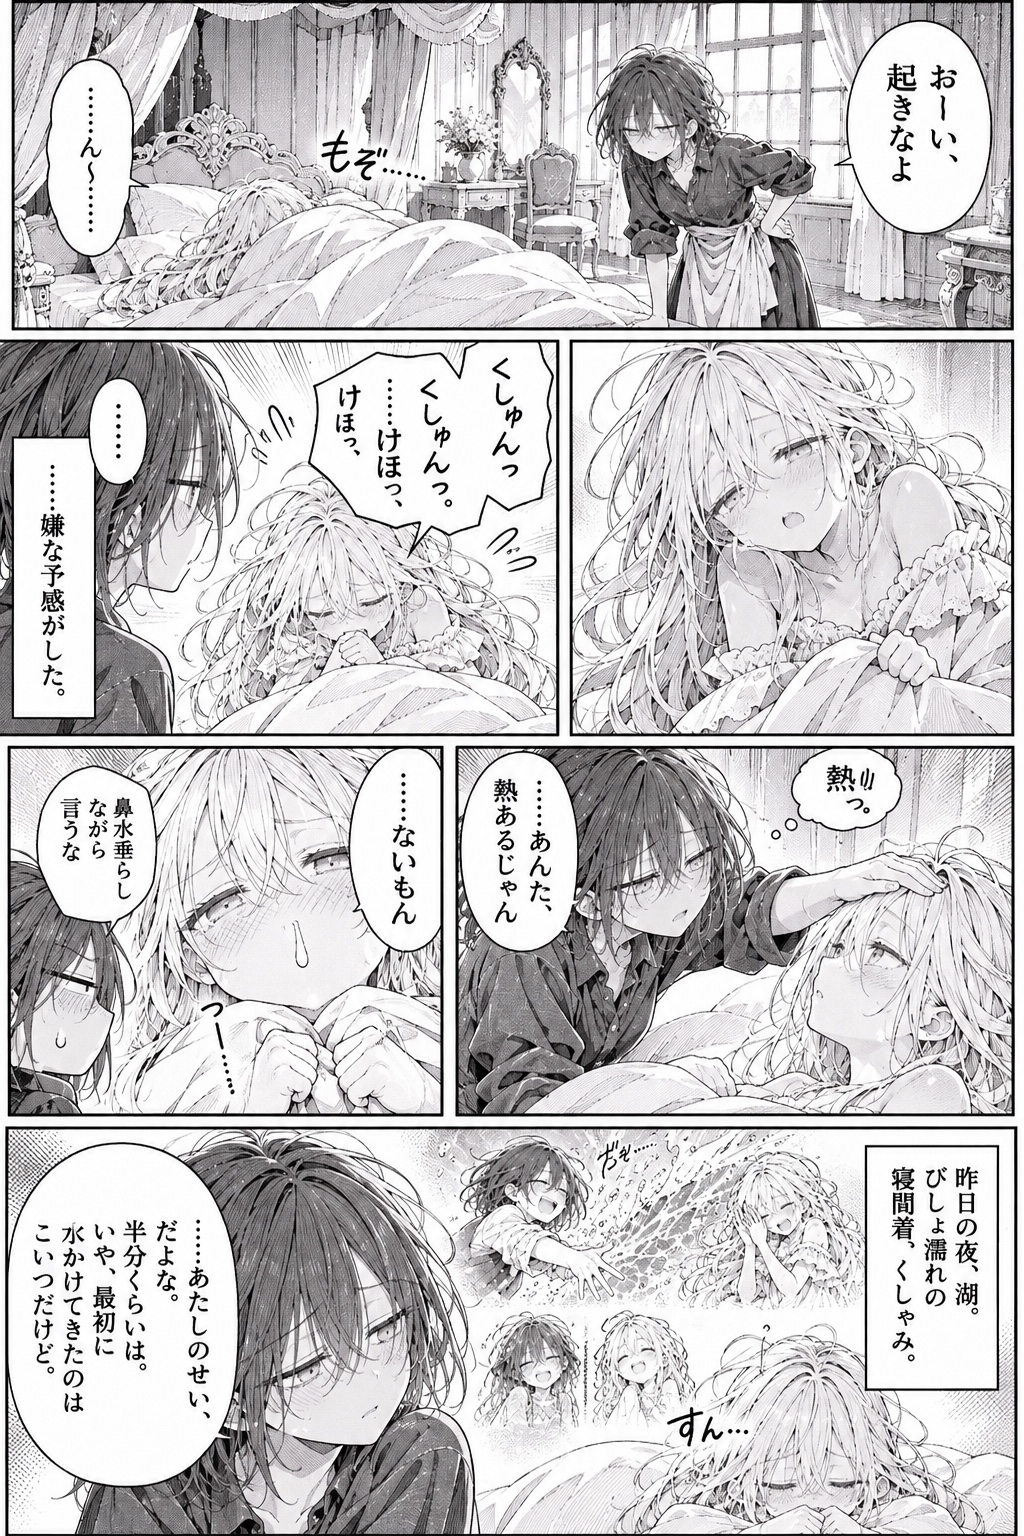 おーい、
起きなよ
もぞ……
……ん〜……
くしゅんっ
くしゅんっ。
……けほっ、
けほっ、
……
……嫌な予感がした。
熱っ。
……あんた、
熱あるじゃん
……ないもん
っー……
鼻水垂らし
ながら
言うな
昨日の夜、湖。
びしょ濡れの
寝間着、くしゃみ。
すん…
……あたしのせい、
だよな。
半分くらいは。
いや、最初に
水かけてきたのは
こいつだけど。